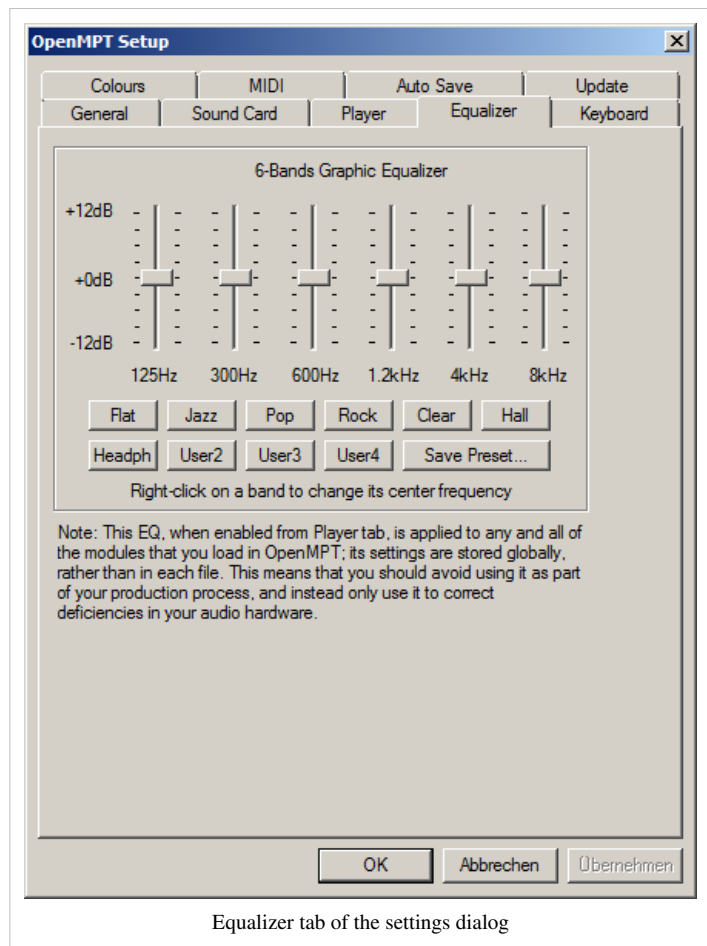 OpenMPT Setup
Colours MIDI Auto Save Update
General Sound Card Player Equalizer Keyboard
6-Bands Graphic Equalizer
+12dB
+0dB
-12dB
125Hz 300Hz 600Hz 1.2kHz 4kHz 8kHz
Flat Jazz Pop Rock Clear Hall
Headph User2 User3 User4 Save Preset...
Right-click on a band to change its center frequency
Note: This EQ, when enabled from Player tab, is applied to any and all of
the modules that you load in OpenMPT; its settings are stored globally,
rather than in each file. This means that you should avoid using it as part
of your production process, and instead only use it to correct
deficiencies in your audio hardware.
OK Abbrechen Übernehmen
Equalizer tab of the settings dialog